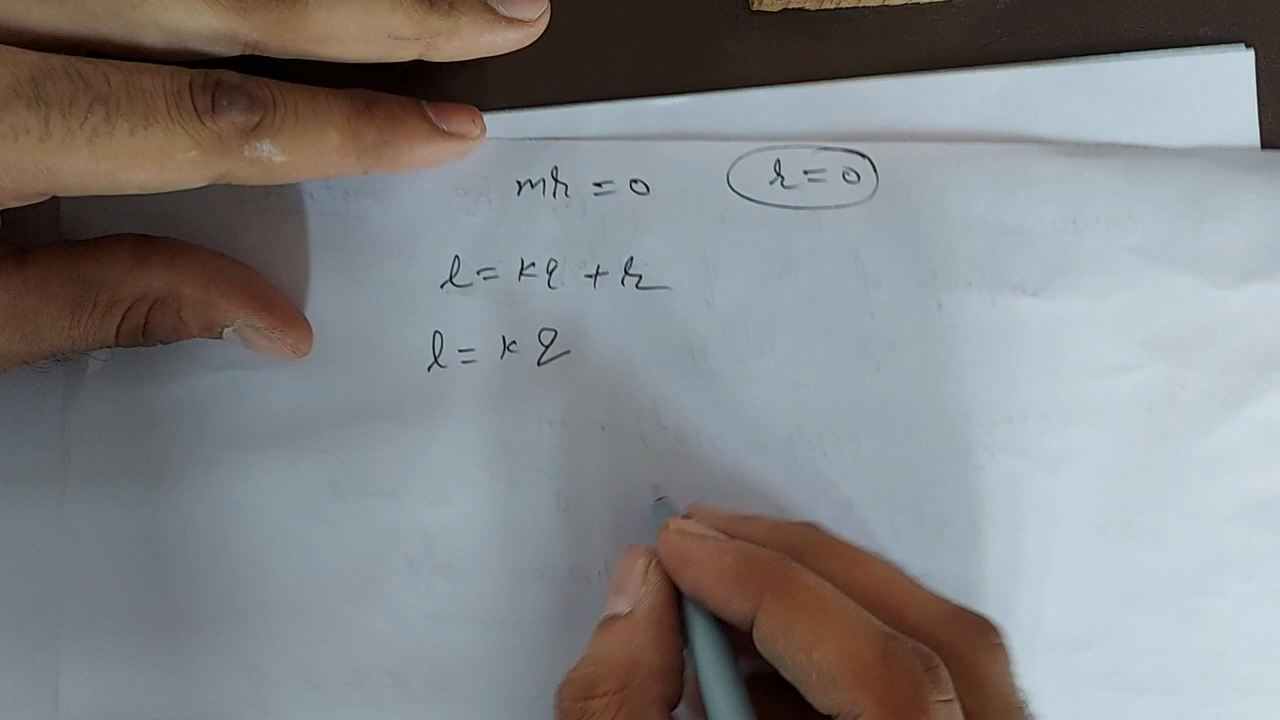 mr = 0 r = 0
l = kq + r
l = kq